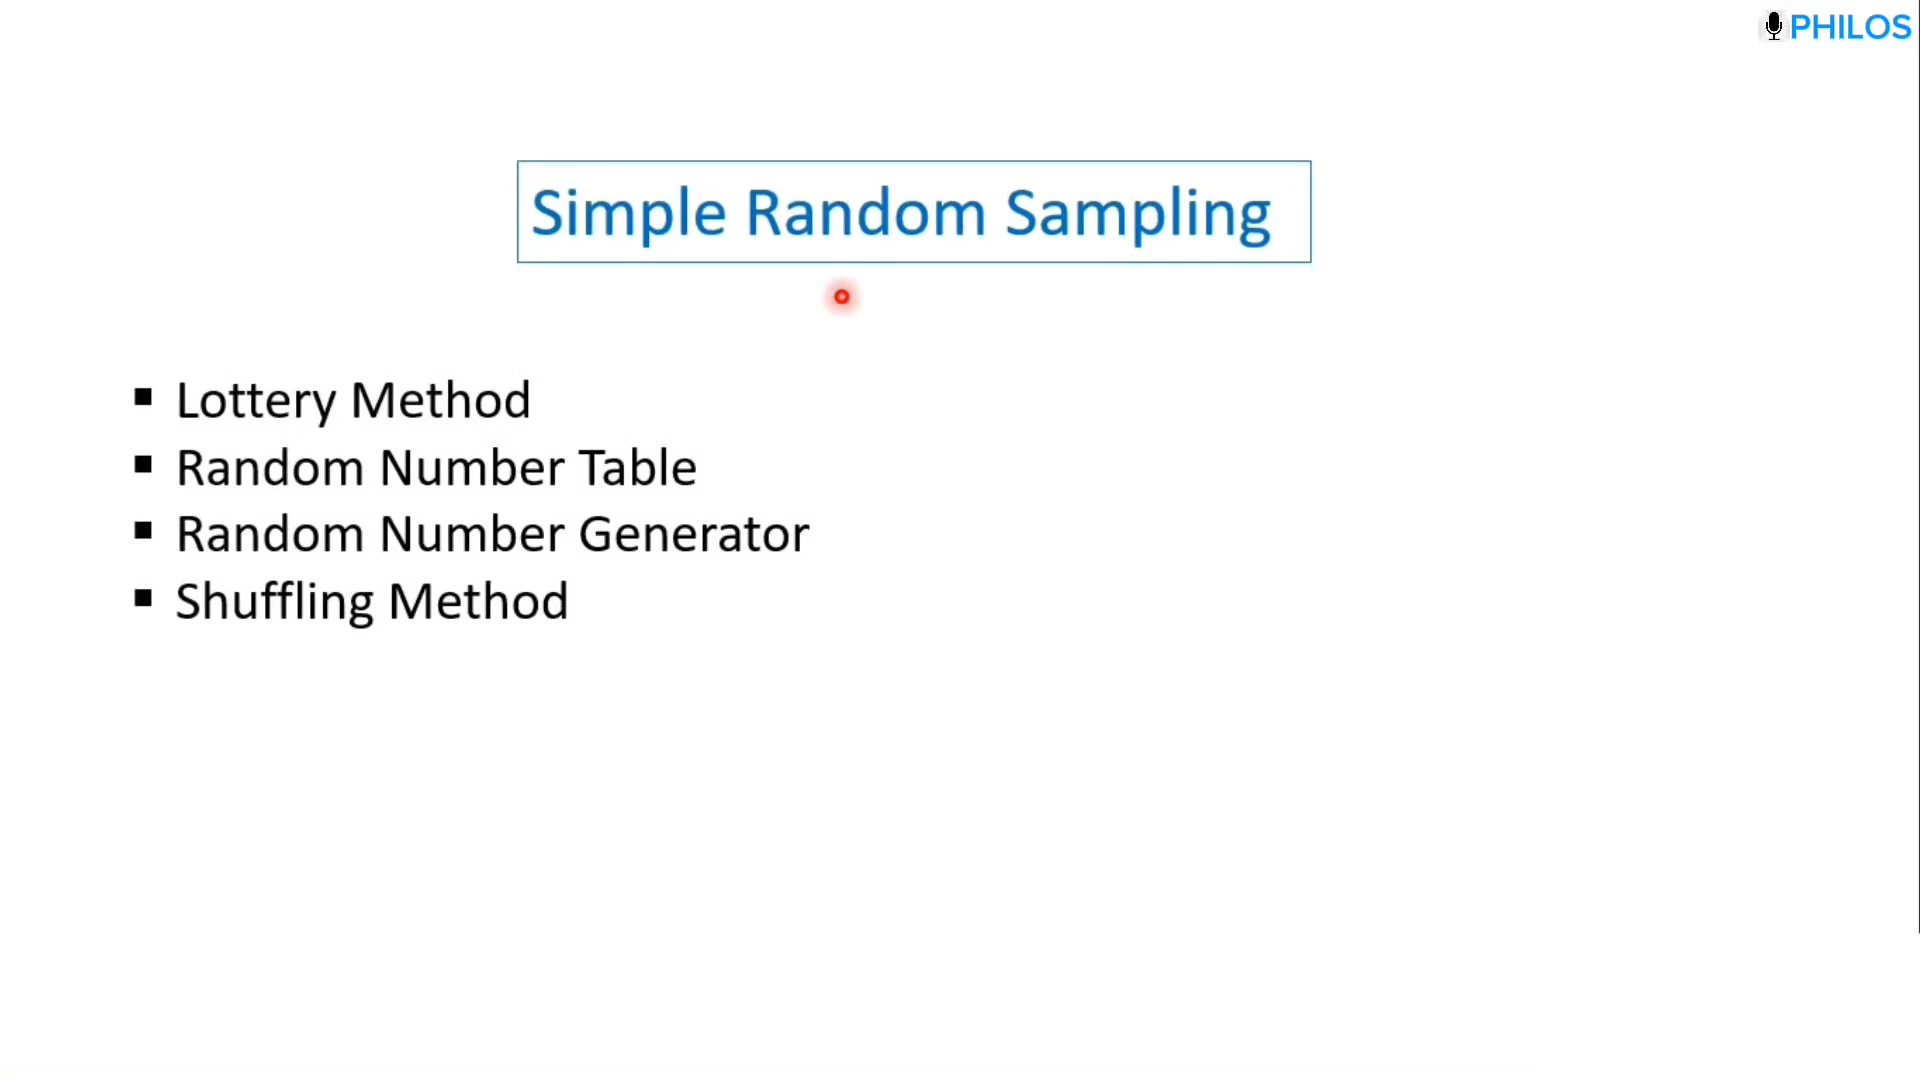 PHILOS
Simple Random Sampling
▪ Lottery Method
▪ Random Number Table
▪ Random Number Generator
▪ Shuffling Method